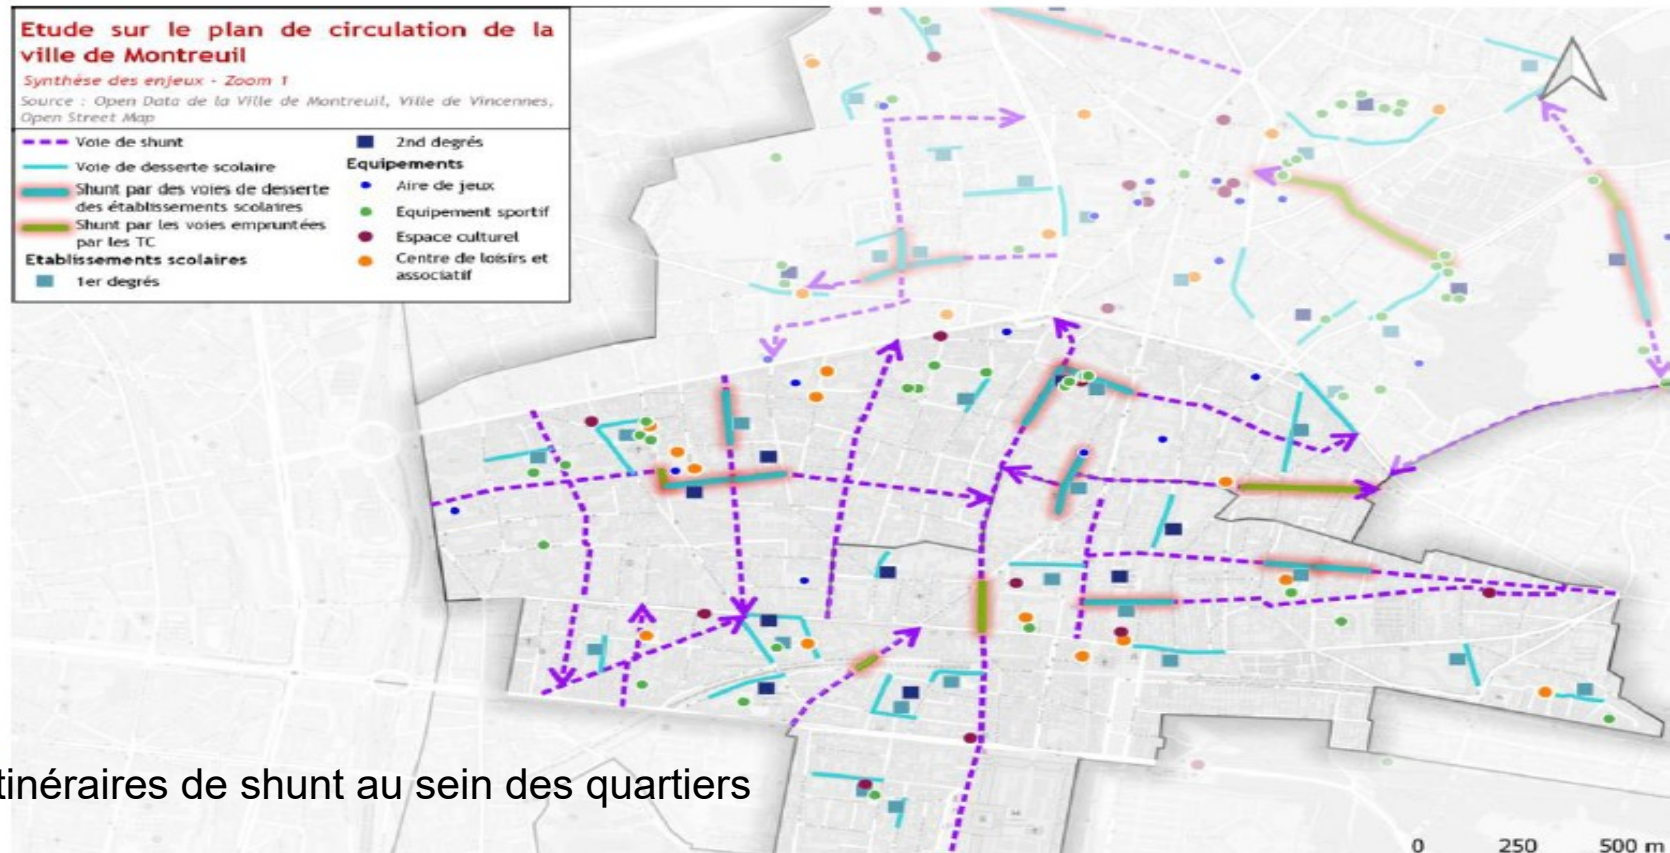 Etude sur le plan de circulation de la
ville de Montreuil
Synthèse des enjeux - Zoom 1
Source : Open Data de la Ville de Montreuil, Ville de Vincennes,
Open Street Map
Voie de shunt
Voie de desserte scolaire
Shunt par des voies de desserte
des établissements scolaires
Shunt par les voies empruntées
par les TC
Etablissements scolaires
1er degrés
2nd degrés
Equipements
Aire de jeux
Equipement sportif
Espace culturel
Centre de loisirs et
associatif
tinéraires de shunt au sein des quartiers
0 250 500 m